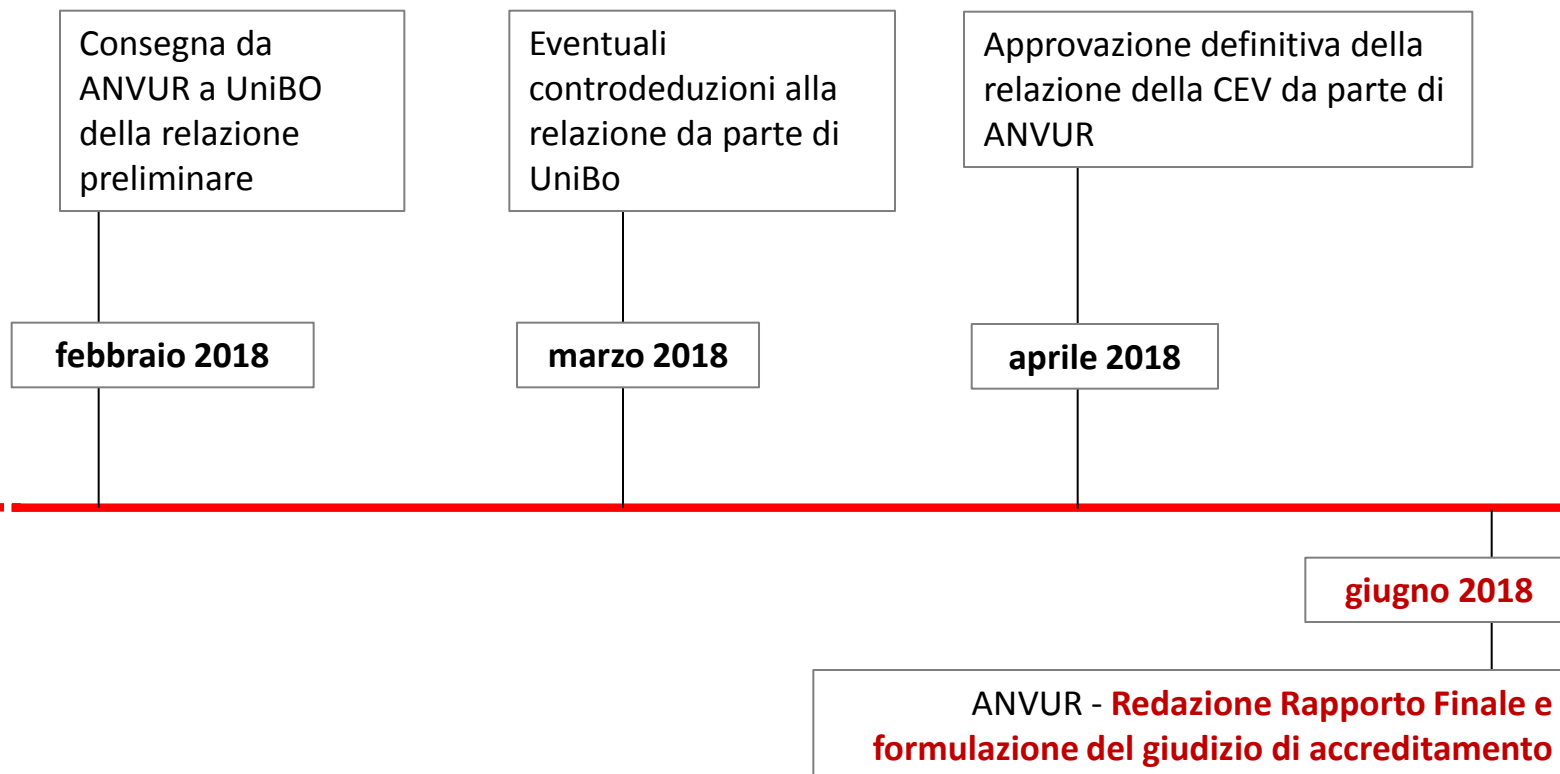 Consegna da
ANVUR a UniBO
della relazione
preliminare
Eventuali
controdeduzioni alla
relazione da parte di
UniBo
Approvazione definitiva della
relazione della CEV da parte di
ANVUR
febbraio 2018
marzo 2018
aprile 2018
giugno 2018
ANVUR - Redazione Rapporto Finale e
formulazione del giudizio di accreditamento